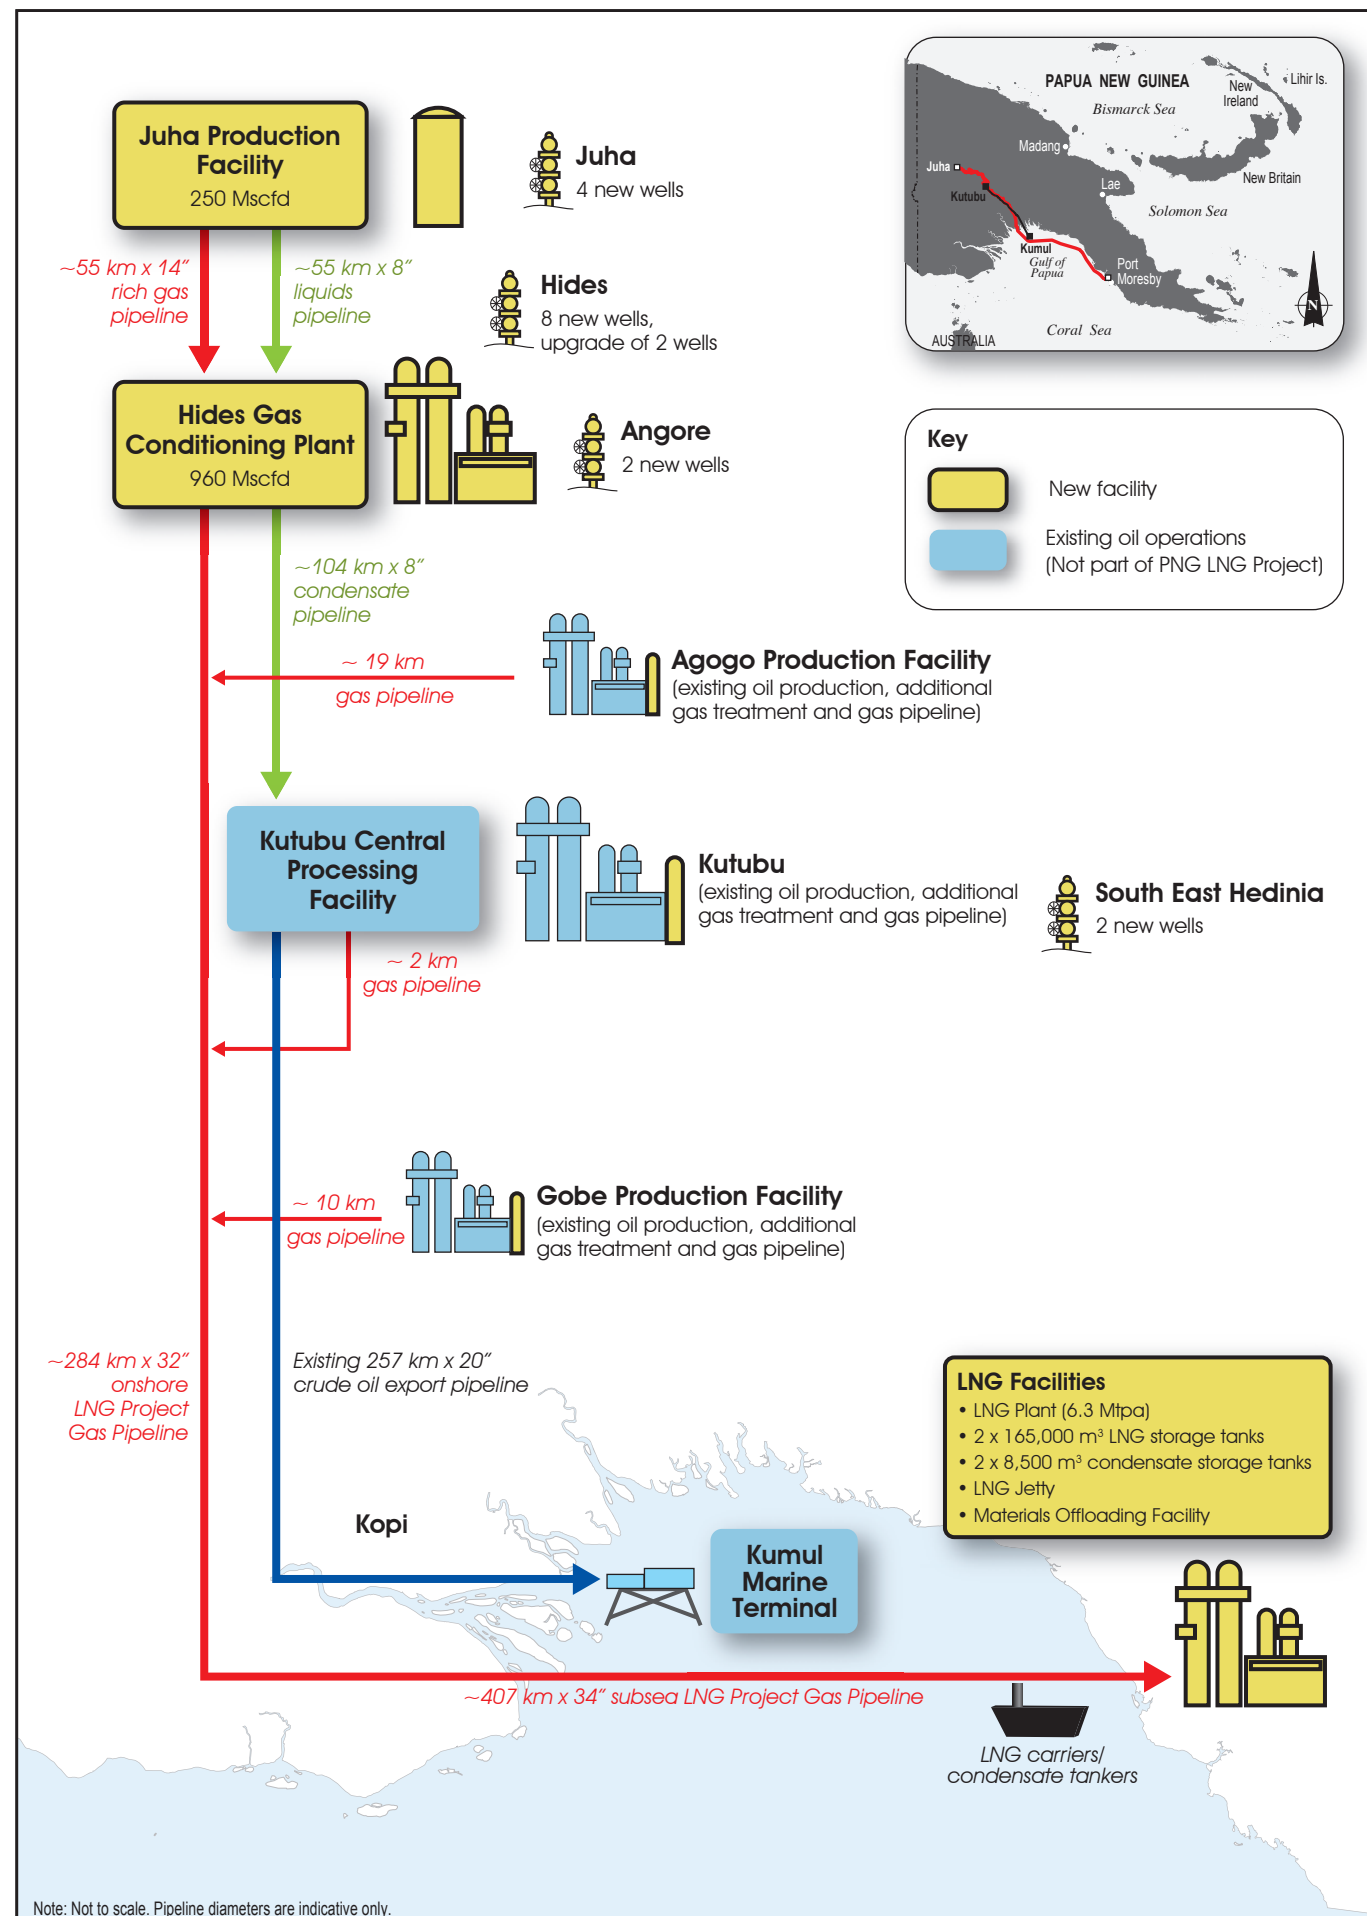 Juha Production
Facility
250 Mscfd
Juha
4 new wells
~55 km x 14”
rich gas
pipeline
~55 km x 8”
liquids
pipeline
Hides
8 new wells,
upgrade of 2 wells
Hides Gas
Conditioning Plant
960 Mscfd
Angore
2 new wells
PAPUA NEW GUINEA
Bismarck Sea
New
Ireland
Lihir Is.
Madang
Juha
Kutubu
Lae
New Britain
Solomon Sea
Kumul
Gulf of
Papua
Port
Moresby
Coral Sea
AUSTRALIA
N
Key
New facility
Existing oil operations
(Not part of PNG LNG Project)
~104 km x 8”
condensate
pipeline
~ 19 km
gas pipeline
Agogo Production Facility
(existing oil production, additional
gas treatment and gas pipeline)
Kutubu Central
Processing
Facility
Kutubu
(existing oil production, additional
gas treatment and gas pipeline)
South East Hedinia
2 new wells
~ 2 km
gas pipeline
~ 10 km
gas pipeline
Gobe Production Facility
(existing oil production, additional
gas treatment and gas pipeline)
~284 km x 32”
onshore
LNG Project
Gas Pipeline
Existing 257 km x 20”
crude oil export pipeline
LNG Facilities
• LNG Plant (6.3 Mtpa)
• 2 x 165,000 m³ LNG storage tanks
• 2 x 8,500 m³ condensate storage tanks
• LNG Jetty
• Materials Offloading Facility
Kopi
Kumul
Marine
Terminal
~407 km x 34” subsea LNG Project Gas Pipeline
LNG carriers/
condensate tankers
Note: Not to scale. Pipeline diameters are indicative only.